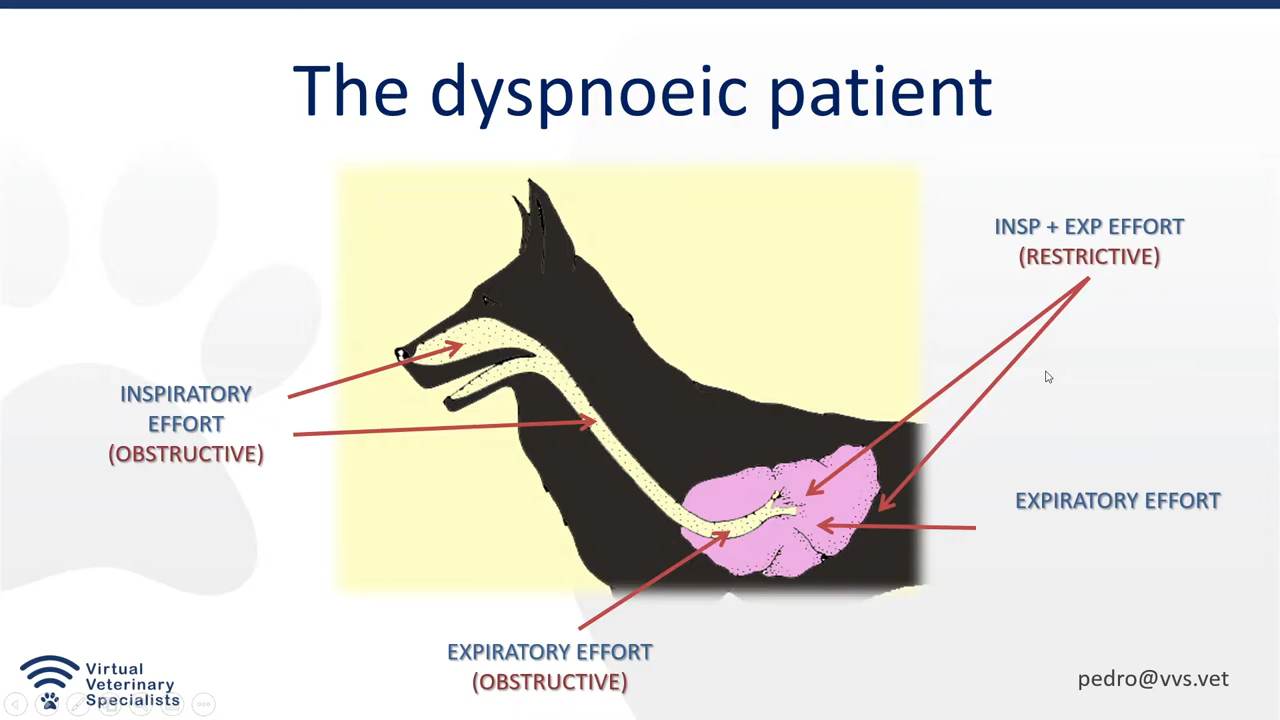 The dyspnoeic patient
INSP + EXP EFFORT
(RESTRICTIVE)
INSPIRATORY
EFFORT
(OBSTRUCTIVE)
EXPIRATORY EFFORT
EXPIRATORY EFFORT
(OBSTRUCTIVE)
Virtual
Veterinary
Specialists
pedro@vvs.vet